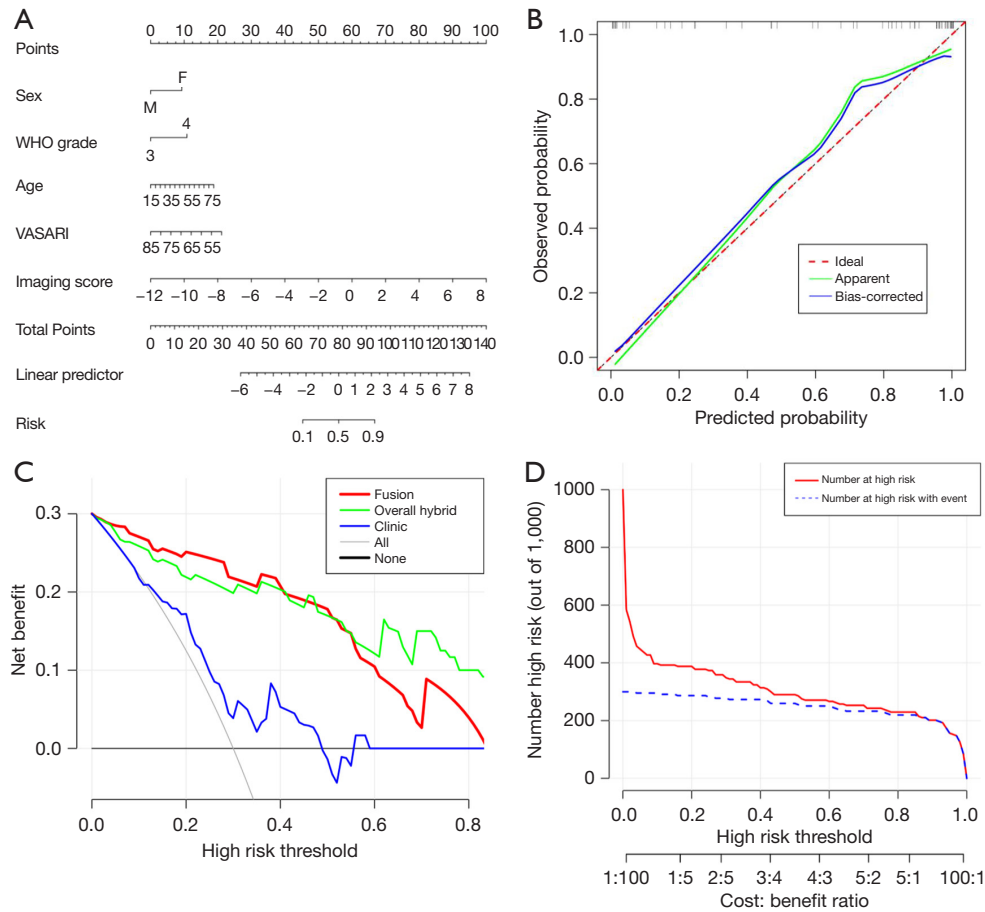 A
Points
0 10 20 30 40 50 60 70 80 90 100
Sex
F
M
WHO grade
4
3
Age
15 35 55 75
VASARI
85 75 65 55
Imaging score
−12 −10 −8 −6 −4 −2 0 2 4 6 8
Total Points
0 10 20 30 40 50 60 70 80 90 100 110 120 130 140
Linear predictor
−6 −4 −2 0 1 2 3 4 5 6 7 8
Risk
0.1 0.5 0.9
B
Observed probability
1.0
0.8
0.6
0.4
0.2
0.0
Ideal
Apparent
Bias-corrected
0.0 0.2 0.4 0.6 0.8 1.0
Predicted probability
C
Net benefit
0.3
0.2
0.1
0.0
Fusion
Overall hybrid
Clinic
All
None
0.0 0.2 0.4 0.6 0.8
High risk threshold
D
Number high risk (out of 1,000)
1000
800
600
400
200
0
Number at high risk
Number at high risk with event
0.0 0.2 0.4 0.6 0.8 1.0
High risk threshold
1:100 1:5 2:5 3:4 4:3 5:2 5:1 100:1
Cost: benefit ratio